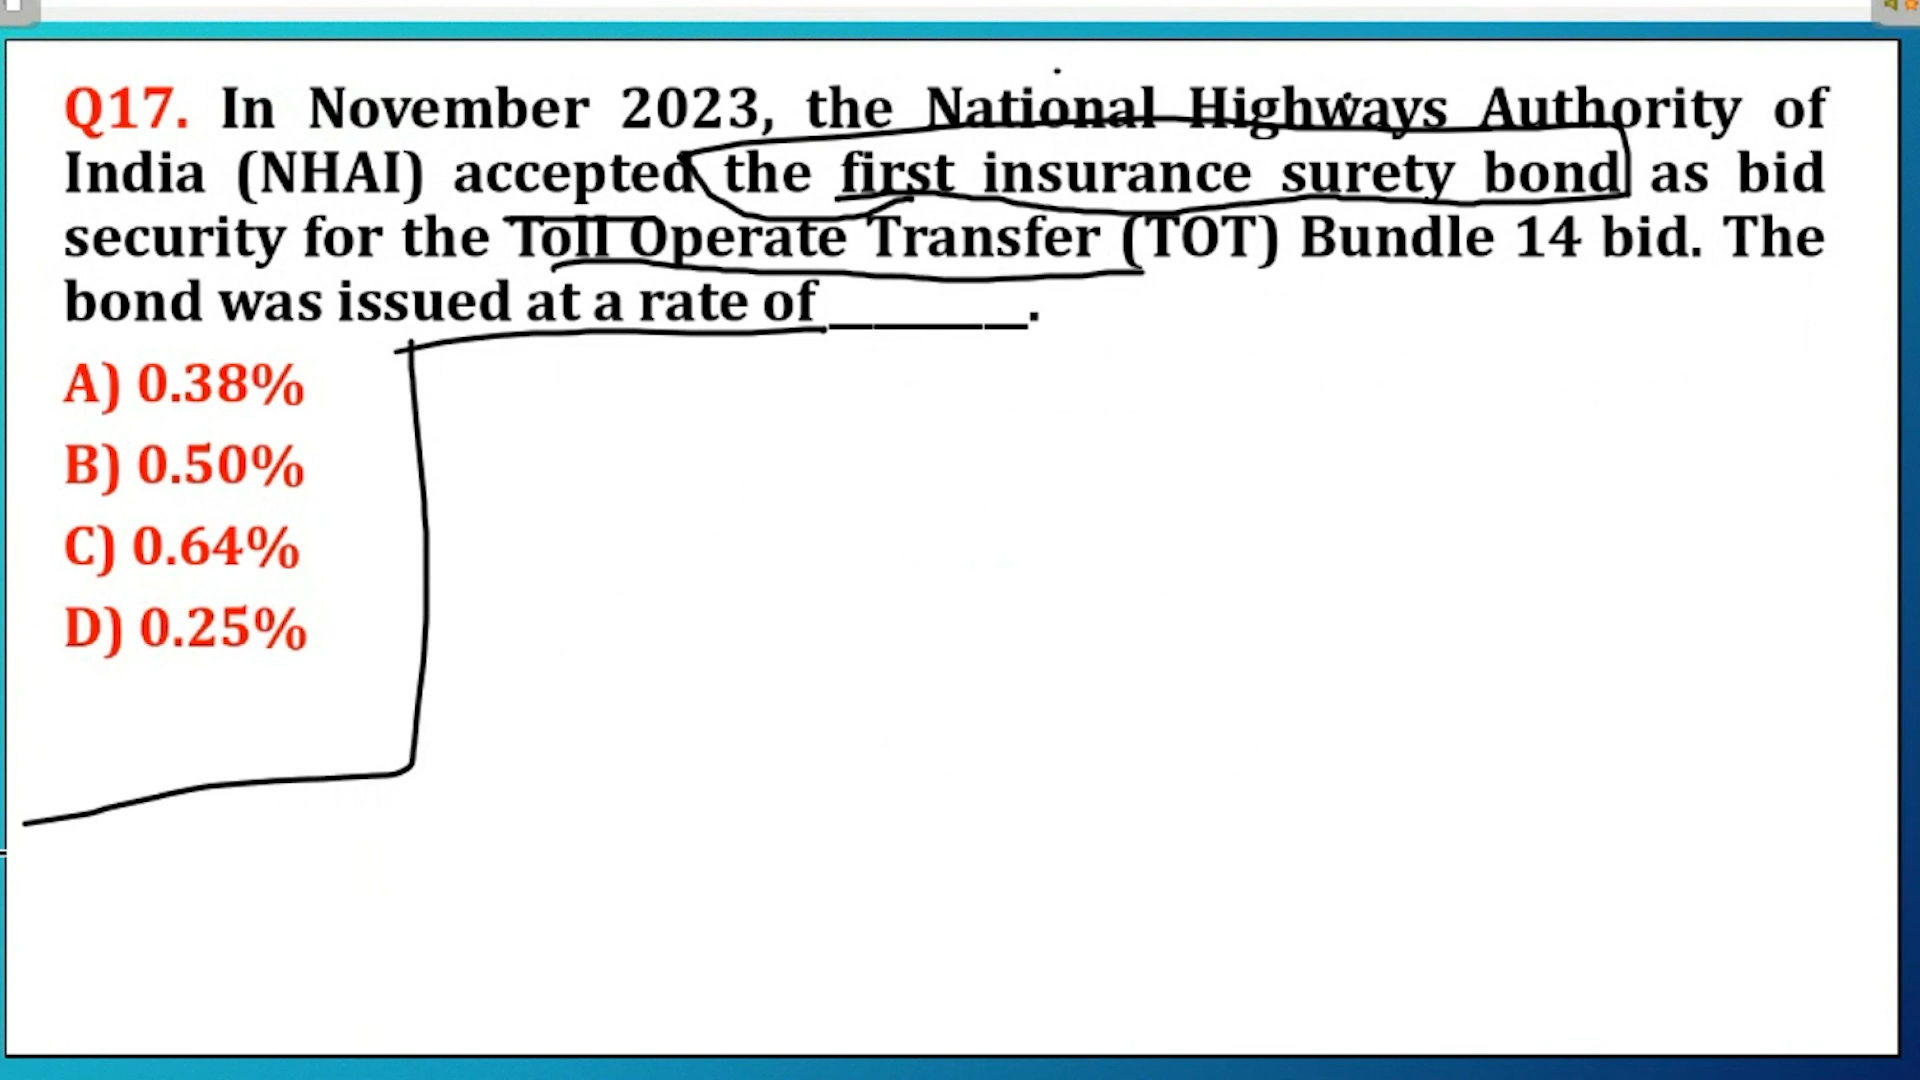 Q17. In November 2023, the National Highways Authority of
India (NHAI) accepted the first insurance surety bond as bid
security for the Toll Operate Transfer (TOT) Bundle 14 bid. The
bond was issued at a rate of_______.
A) 0.38%
B) 0.50%
C) 0.64%
D) 0.25%